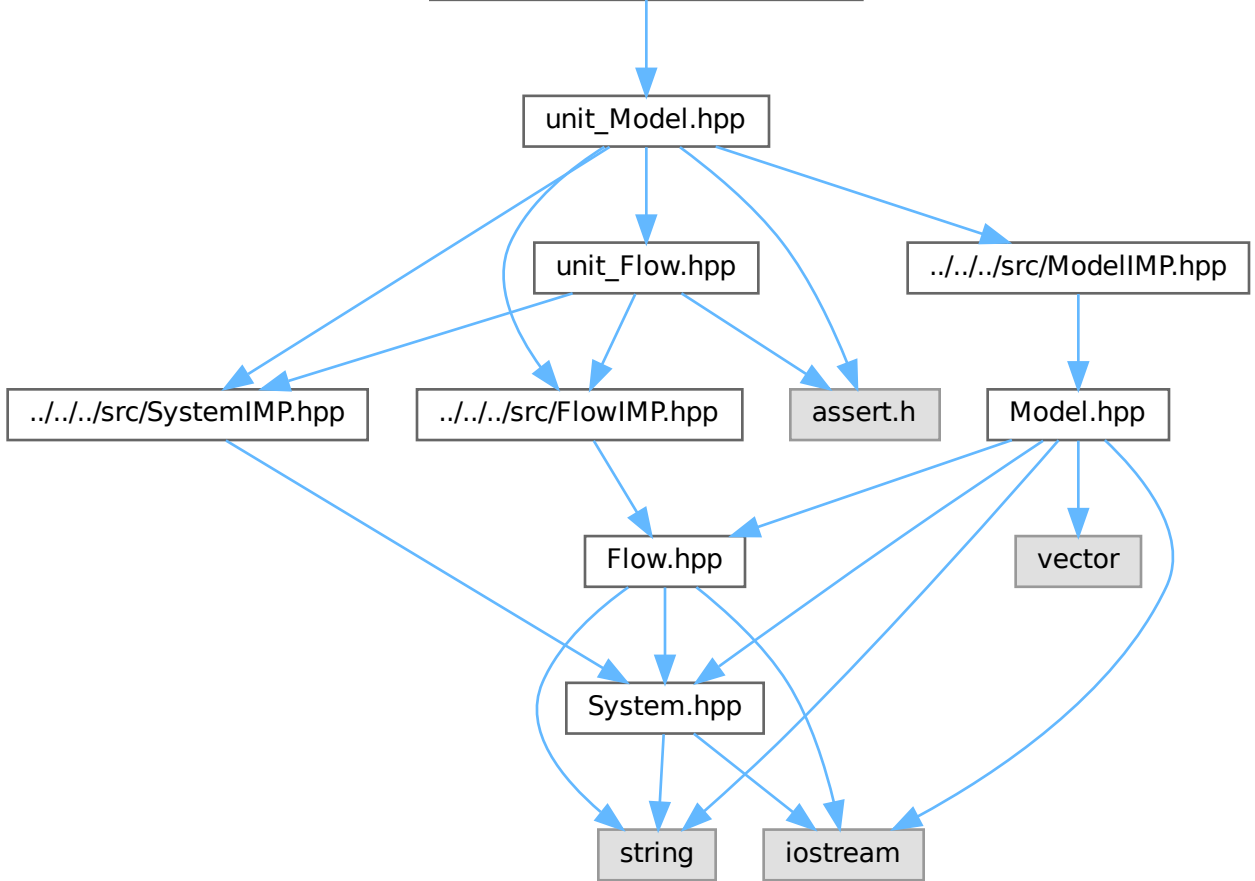 unit_Model.hpp
unit_Flow.hpp
../../../src/ModelIMP.hpp
../../../src/SystemIMP.hpp
../../../src/FlowIMP.hpp
assert.h
Model.hpp
Flow.hpp
vector
System.hpp
string
iostream